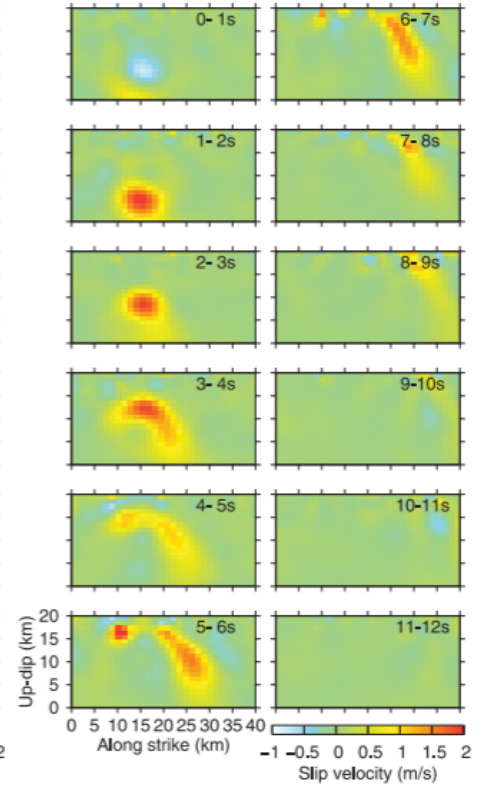 0- 1s
6- 7s
1- 2s
7- 8s
2- 3s
8- 9s
3- 4s
9-10s
4- 5s
10-11s
5- 6s
11-12s
20
15
10
5
0
Up-dip (km)
0 5 10 15 20 25 30 35 40
Along strike (km)
-1 -0.5 0 0.5 1 1.5 2
Slip velocity (m/s)
2